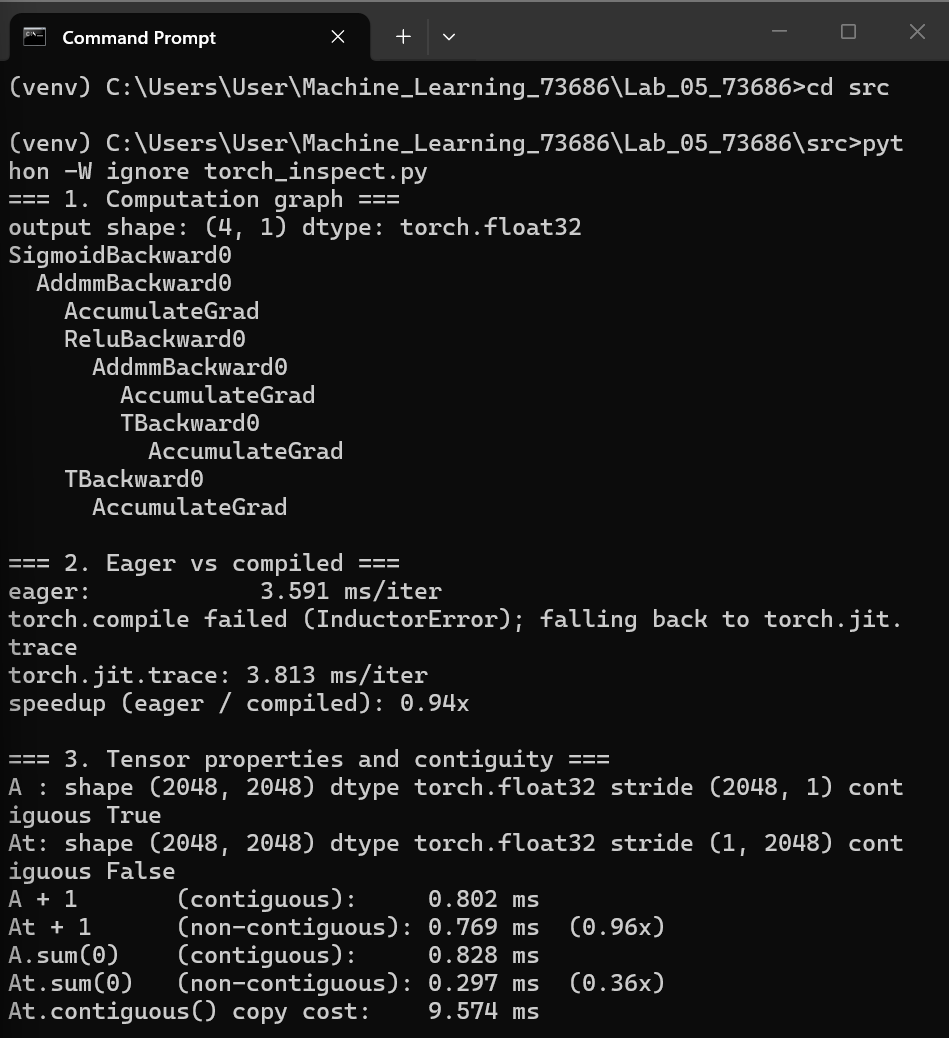 Command Prompt
(venv) C:\Users\User\Machine_Learning_73686\Lab_05_73686>cd src
(venv) C:\Users\User\Machine_Learning_73686\Lab_05_73686\src>pyt
hon -W ignore torch_inspect.py
=== 1. Computation graph ===
output shape: (4, 1) dtype: torch.float32
SigmoidBackward0
  AddmmBackward0
    AccumulateGrad
    ReluBackward0
      AddmmBackward0
        AccumulateGrad
        TBackward0
          AccumulateGrad
    TBackward0
      AccumulateGrad
=== 2. Eager vs compiled ===
eager:            3.591 ms/iter
torch.compile failed (InductorError); falling back to torch.jit.
trace
torch.jit.trace: 3.813 ms/iter
speedup (eager / compiled): 0.94x
=== 3. Tensor properties and contiguity ===
A : shape (2048, 2048) dtype torch.float32 stride (2048, 1) cont
iguous True
At: shape (2048, 2048) dtype torch.float32 stride (1, 2048) cont
iguous False
A + 1       (contiguous):     0.802 ms
At + 1      (non-contiguous): 0.769 ms  (0.96x)
A.sum(0)    (contiguous):     0.828 ms
At.sum(0)   (non-contiguous): 0.297 ms  (0.36x)
At.contiguous() copy cost:    9.574 ms